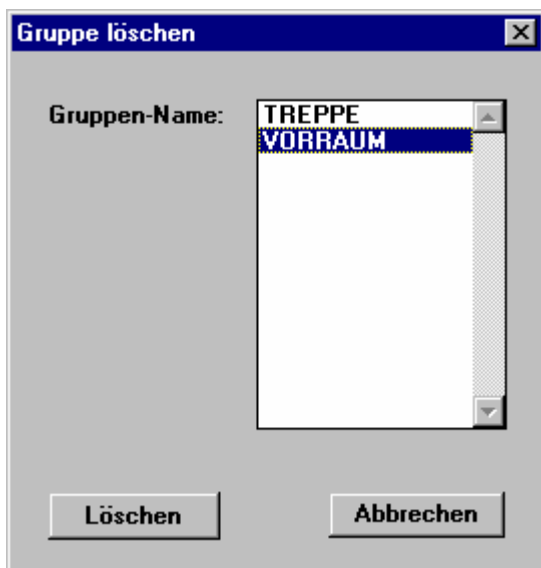 Gruppe löschen
Gruppen-Name:
TREPPE
VORRAUM
Löschen
Abbrechen